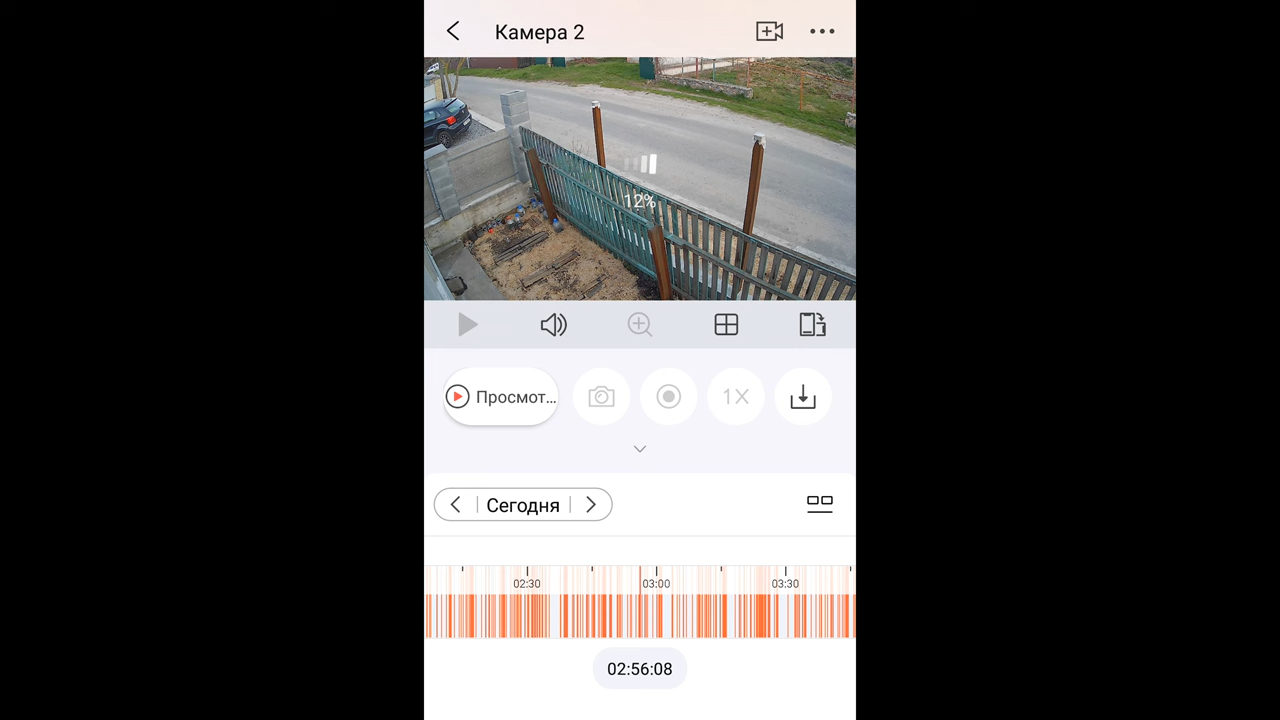 Камера 2
12%
Просмот...
1X
Сегодня
02:30
03:00
03:30
02:56:08